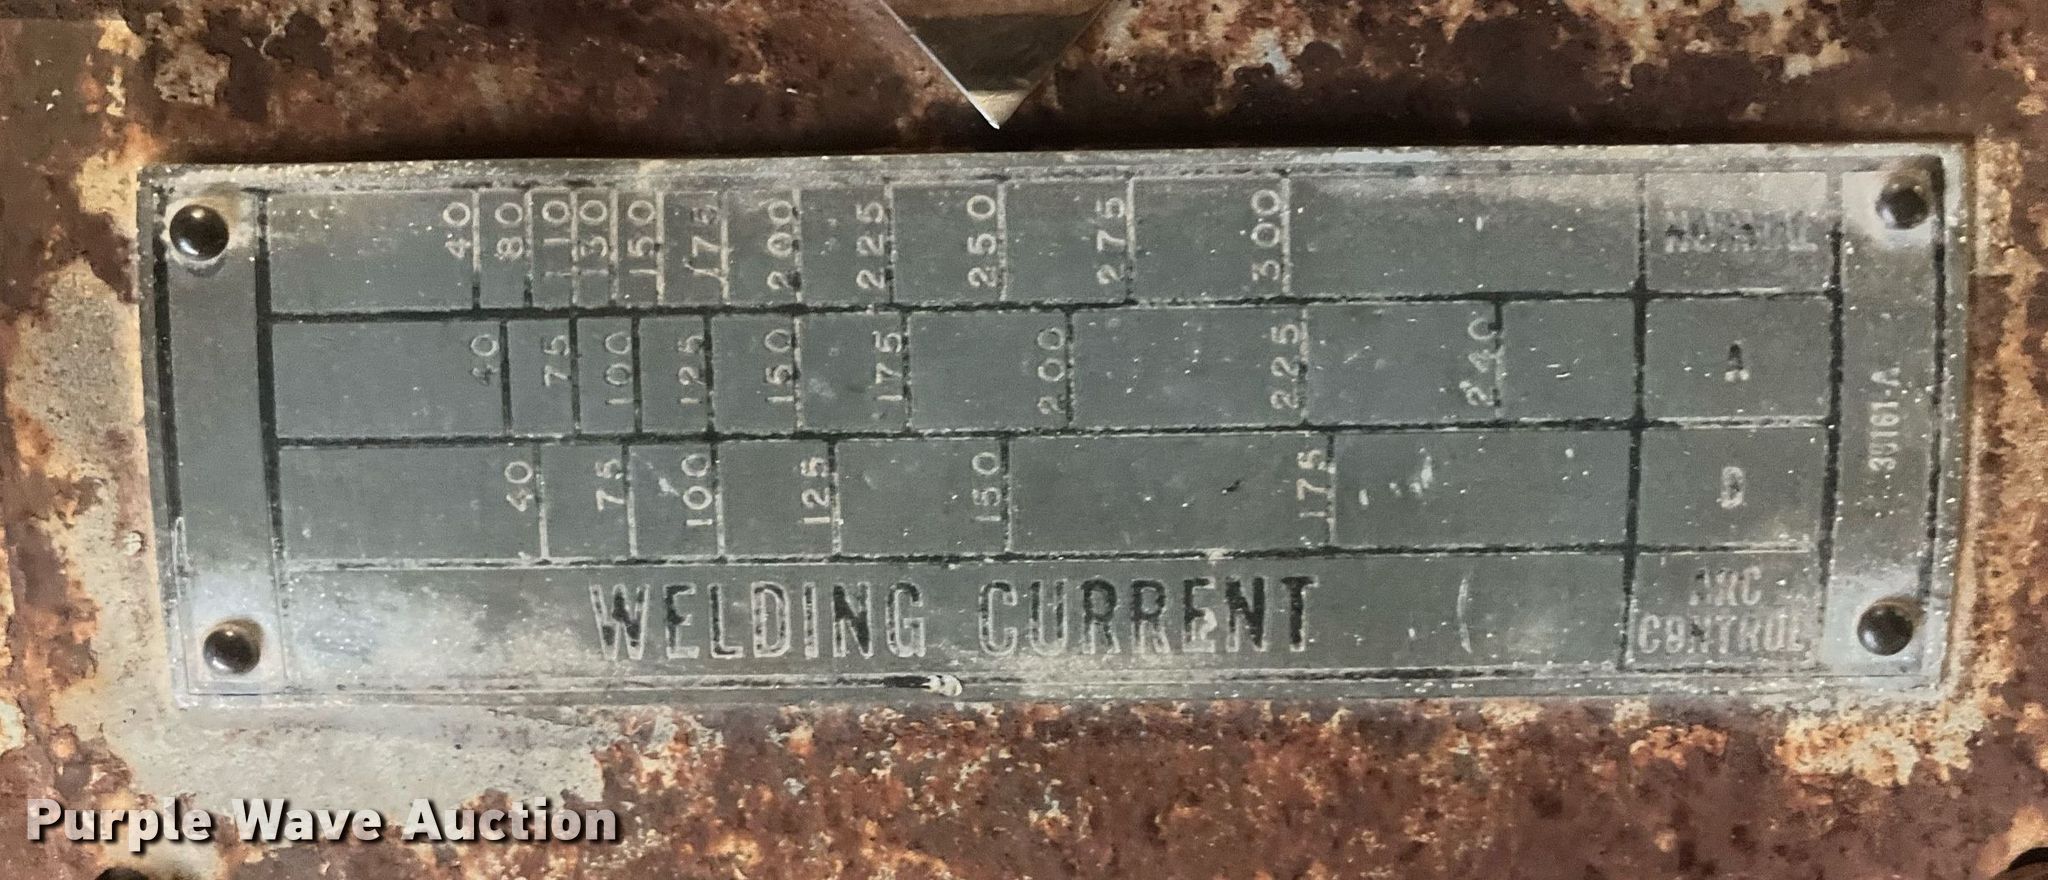 40 80 110 130 150 175 200 225 250 275 300 NORMAL
40 75 100 125 150 175 200 225 240 A
40 75 100 125 150 175 B
WELDING CURRENT ARC CONTROL
30161-A
Purple Wave Auction